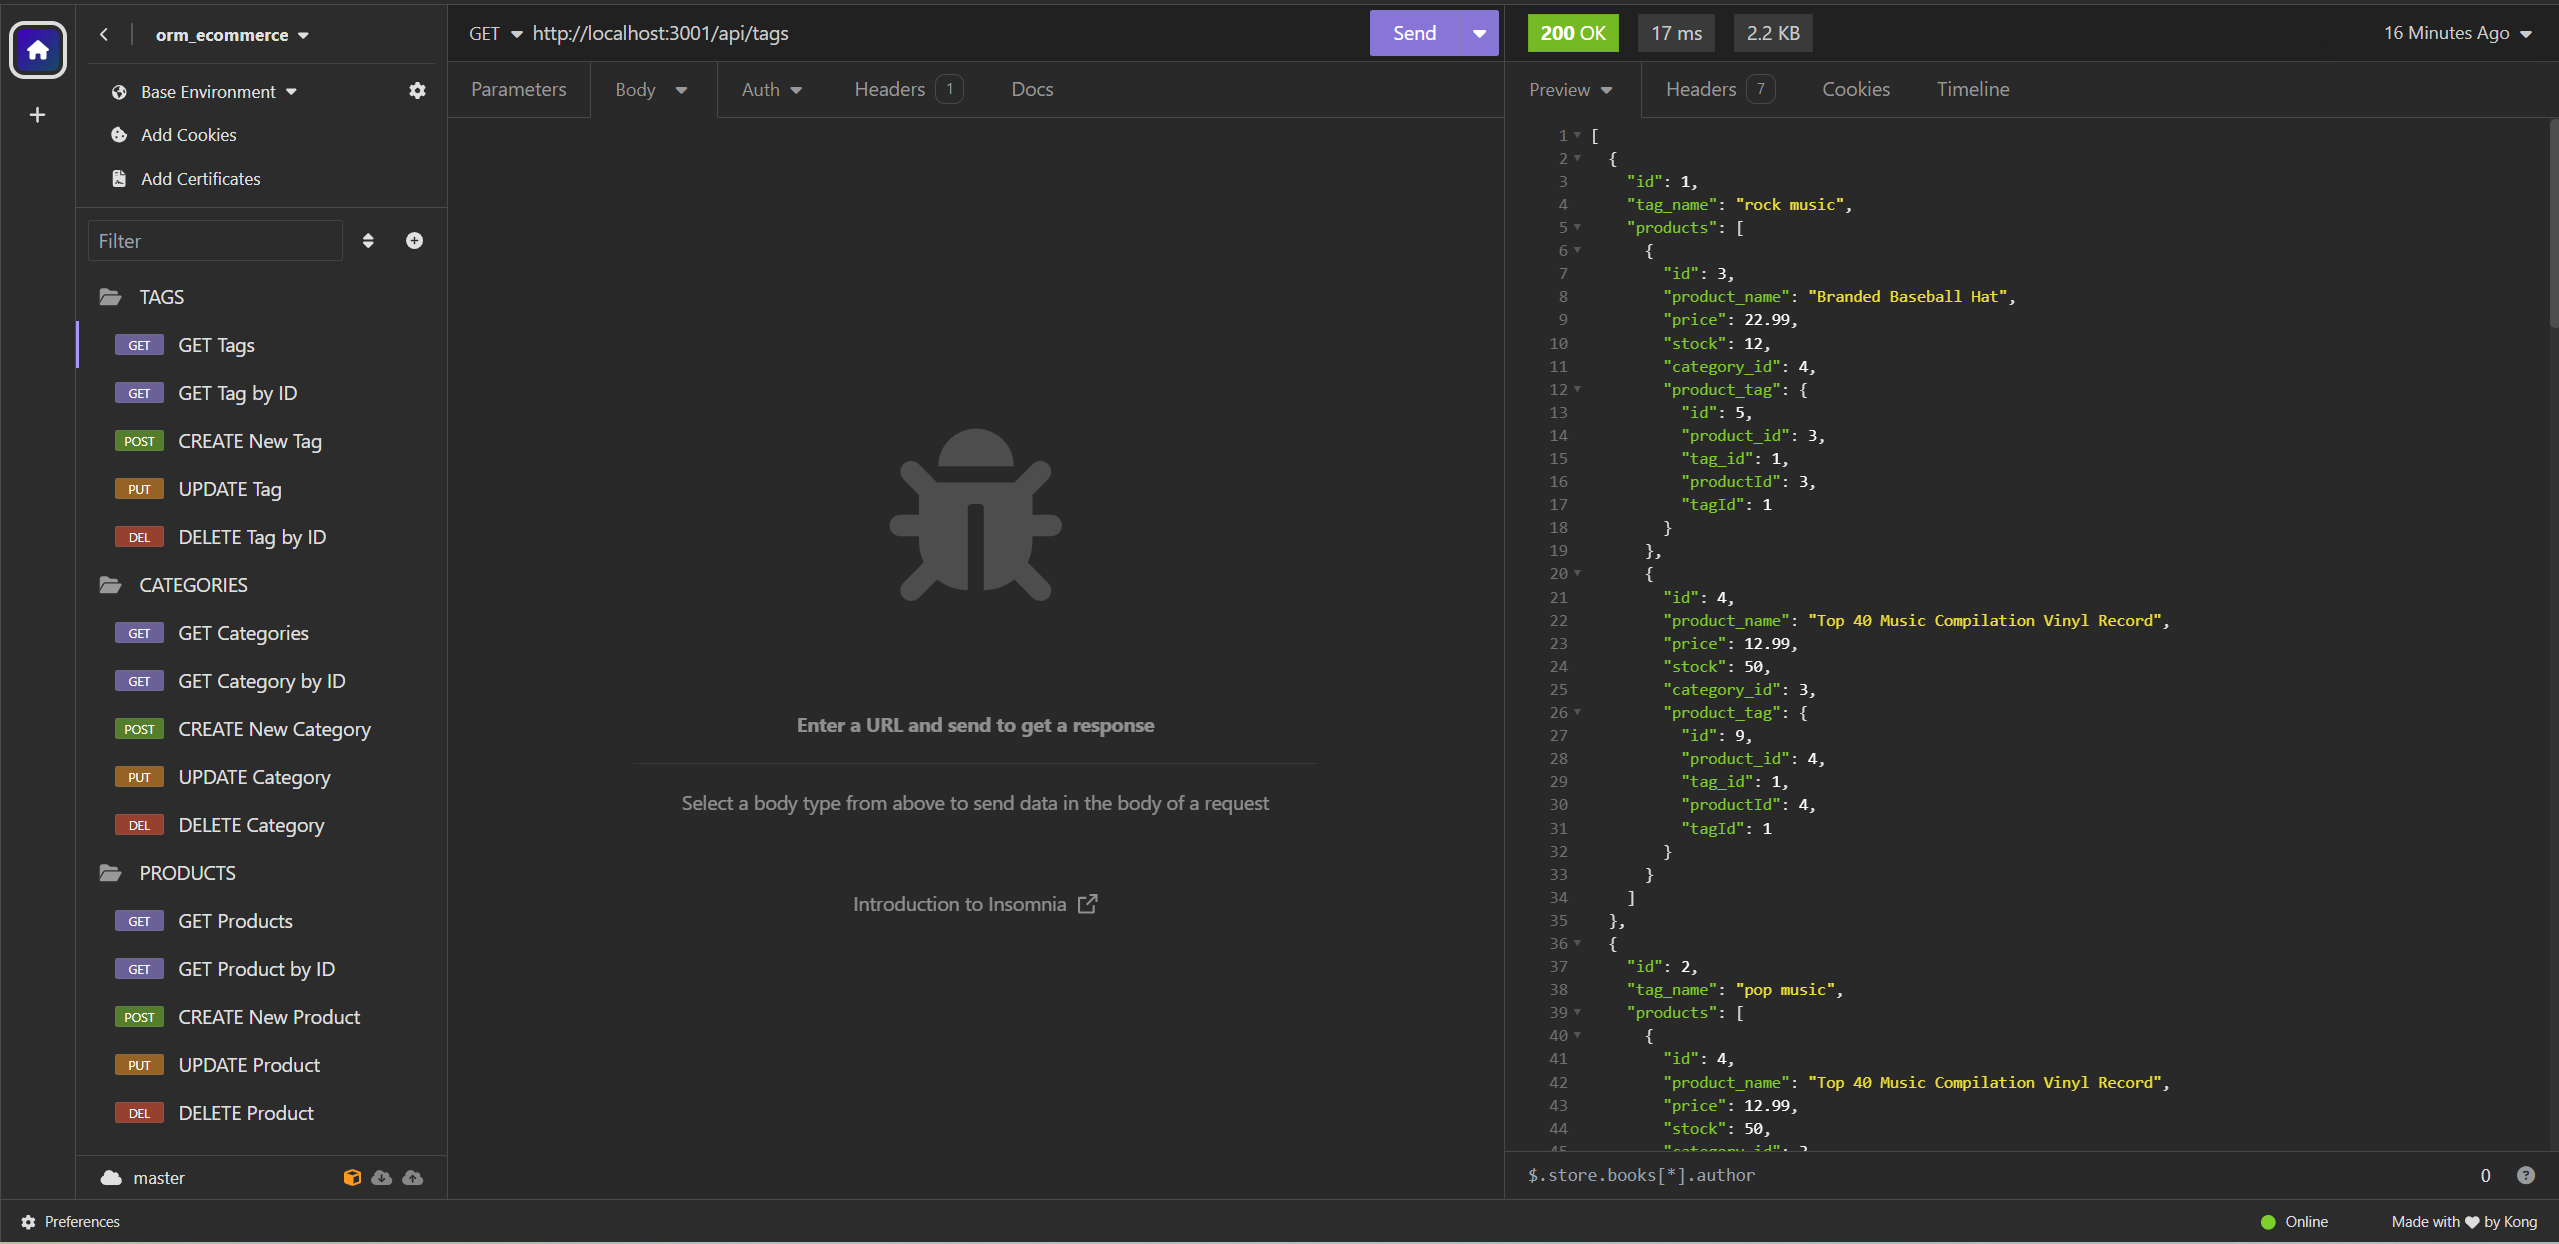 orm_ecommerce
Base Environment
Add Cookies
Add Certificates
Filter
TAGS
GET GET Tags
GET GET Tag by ID
POST CREATE New Tag
PUT UPDATE Tag
DEL DELETE Tag by ID
CATEGORIES
GET GET Categories
GET GET Category by ID
POST CREATE New Category
PUT UPDATE Category
DEL DELETE Category
PRODUCTS
GET GET Products
GET GET Product by ID
POST CREATE New Product
PUT UPDATE Product
DEL DELETE Product
master
GET http://localhost:3001/api/tags Send
Parameters Body Auth Headers 1 Docs
Enter a URL and send to get a response
Select a body type from above to send data in the body of a request
Introduction to Insomnia
200 OK 17 ms 2.2 KB 16 Minutes Ago
Preview Headers 7 Cookies Timeline
1 [
2 {
3 "id": 1,
4 "tag_name": "rock music",
5 "products": [
6 {
7 "id": 3,
8 "product_name": "Branded Baseball Hat",
9 "price": 22.99,
10 "stock": 12,
11 "category_id": 4,
12 "product_tag": {
13 "id": 5,
14 "product_id": 3,
15 "tag_id": 1,
16 "productId": 3,
17 "tagId": 1
18 }
19 },
20 {
21 "id": 4,
22 "product_name": "Top 40 Music Compilation Vinyl Record",
23 "price": 12.99,
24 "stock": 50,
25 "category_id": 3,
26 "product_tag": {
27 "id": 9,
28 "product_id": 4,
29 "tag_id": 1,
30 "productId": 4,
31 "tagId": 1
32 }
33 }
34 ]
35 },
36 {
37 "id": 2,
38 "tag_name": "pop music",
39 "products": [
40 {
41 "id": 4,
42 "product_name": "Top 40 Music Compilation Vinyl Record",
43 "price": 12.99,
44 "stock": 50,
45 "category_id": 3,
$.store.books[*].author 0
Preferences
Online Made with ♥ by Kong